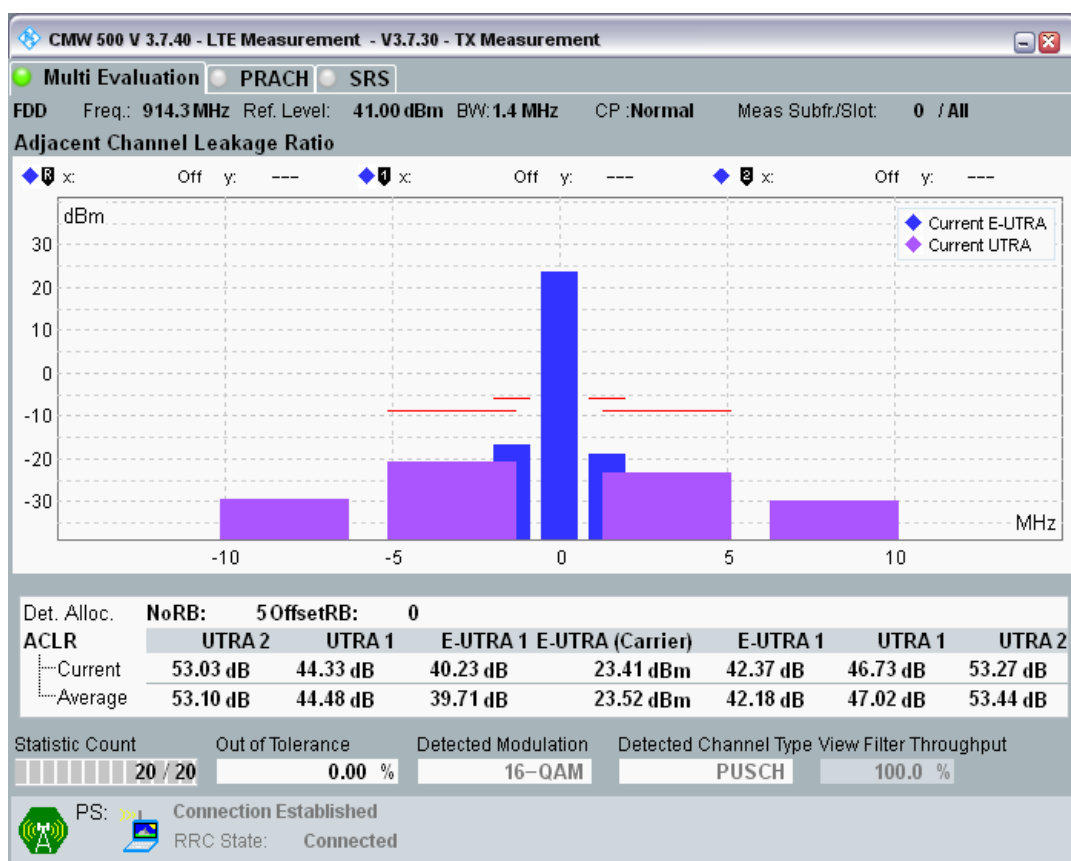 CMW 500 V 3.7.40 - LTE Measurement - V3.7.30 - TX Measurement
Multi Evaluation PRACH SRS
FDD Freq.: 914.3 MHz Ref. Level: 41.00 dBm BW: 1.4 MHz CP :Normal Meas Subfr./Slot: 0 / All
Adjacent Channel Leakage Ratio
R x: Off y: --- 1 x: Off y: --- 2 x: Off y: ---
dBm
Current E-UTRA
Current UTRA
30
20
10
0
-10
-20
-30
MHz
-10 -5 0 5 10
Det. Alloc. NoRB: 5 OffsetRB: 0
ACLR UTRA 2 UTRA 1 E-UTRA 1 E-UTRA (Carrier) E-UTRA 1 UTRA 1 UTRA 2
Current 53.03 dB 44.33 dB 40.23 dB 23.41 dBm 42.37 dB 46.73 dB 53.27 dB
Average 53.10 dB 44.48 dB 39.71 dB 23.52 dBm 42.18 dB 47.02 dB 53.44 dB
Statistic Count Out of Tolerance Detected Modulation Detected Channel Type View Filter Throughput
20 / 20 0.00 % 16-QAM PUSCH 100.0 %
PS: Connection Established
RRC State: Connected